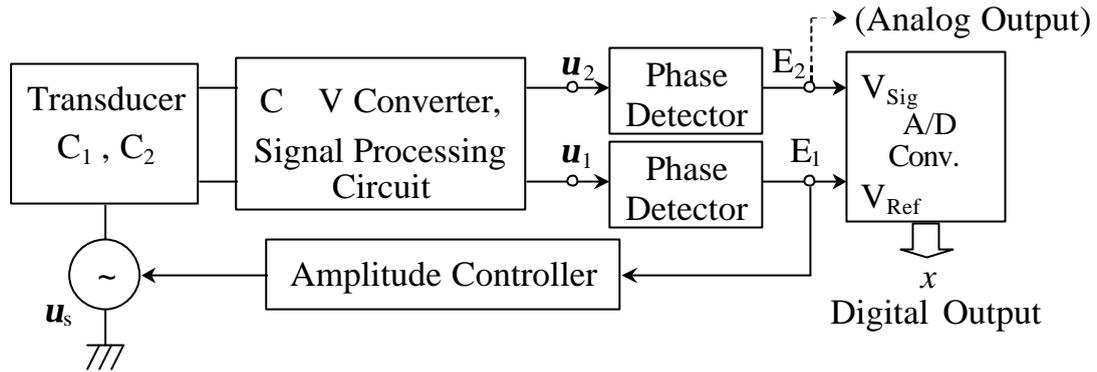 (Analog Output)
Transducer
C₁ , C₂
C V Converter,
Signal Processing
Circuit
u₂
Phase
Detector
E₂
u₁
Phase
Detector
E₁
V_Sig
A/D
Conv.
V_Ref
Amplitude Controller
~
u_s
x
Digital Output